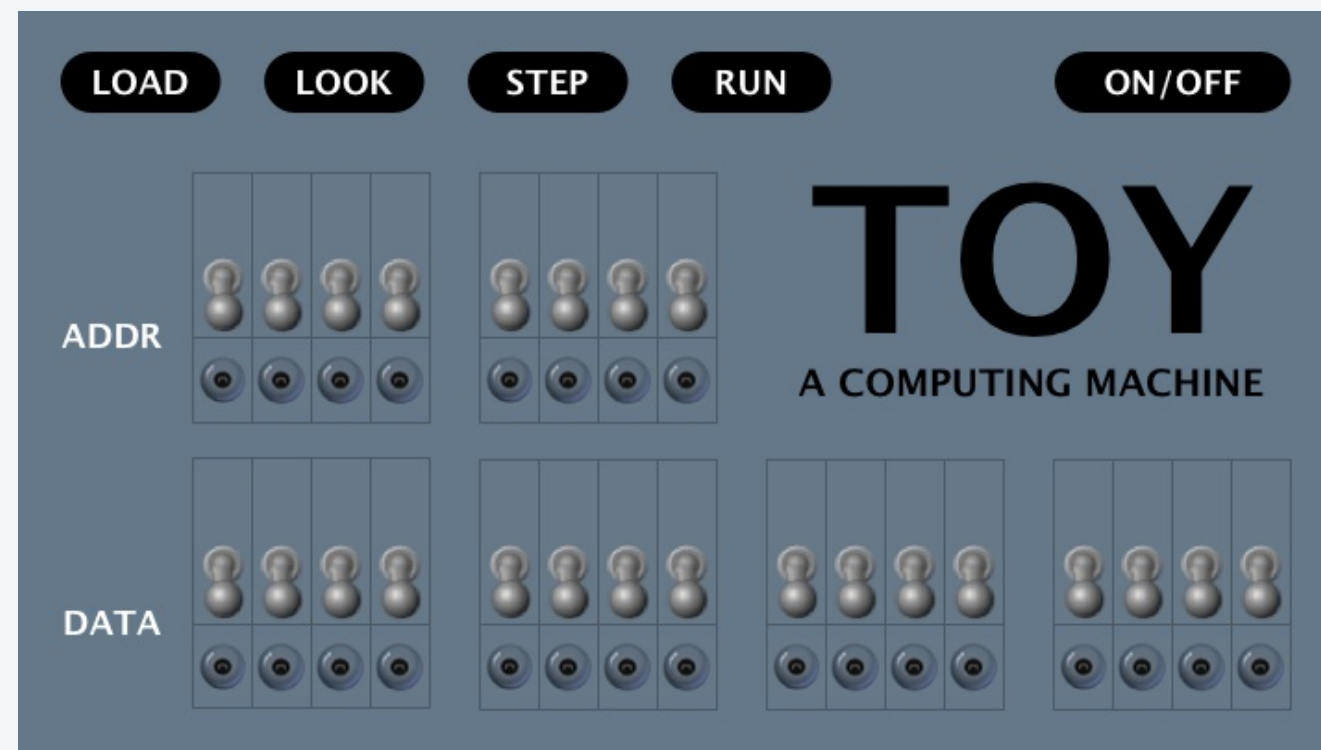 LOAD LOOK STEP RUN ON/OFF
TOY
ADDR
A COMPUTING MACHINE
DATA